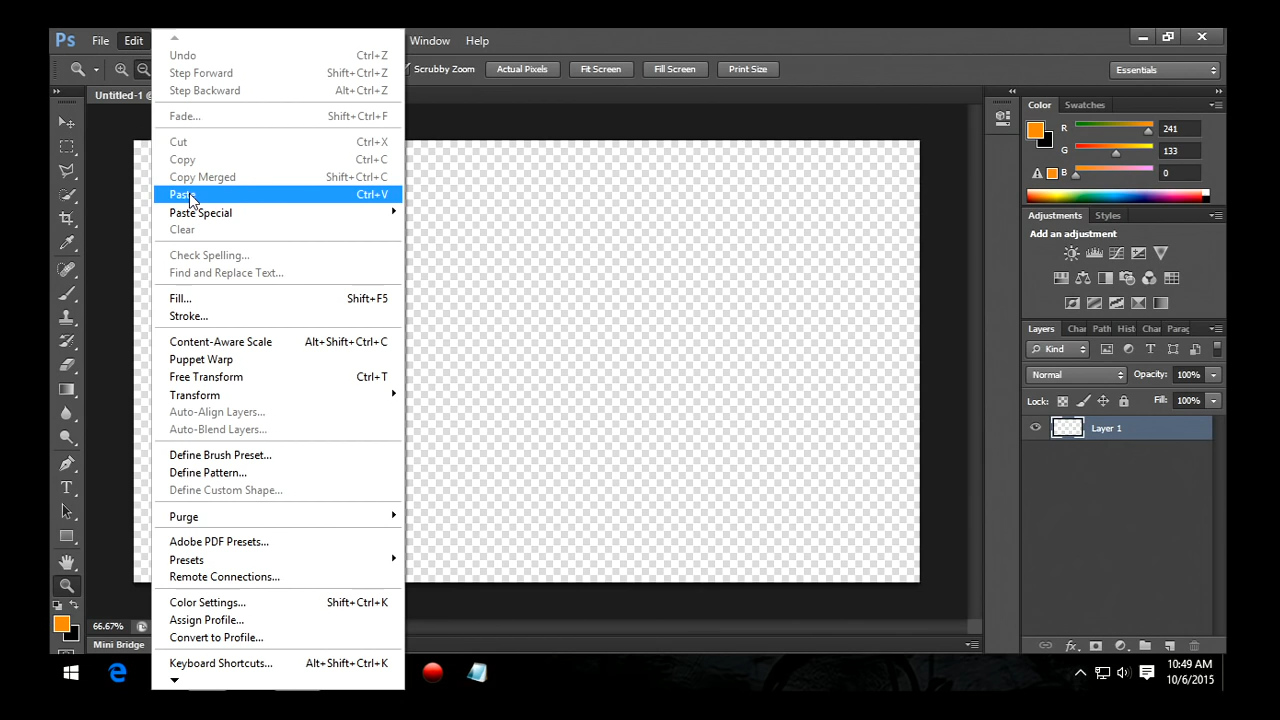 Ps File Edit Window Help
Scrubby Zoom Actual Pixels Fit Screen Fill Screen Print Size Essentials
Untitled-1 @
Undo Ctrl+Z
Step Forward Shift+Ctrl+Z
Step Backward Alt+Ctrl+Z
Fade... Shift+Ctrl+F
Cut Ctrl+X
Copy Ctrl+C
Copy Merged Shift+Ctrl+C
Paste Ctrl+V
Paste Special
Clear
Check Spelling...
Find and Replace Text...
Fill... Shift+F5
Stroke...
Content-Aware Scale Alt+Shift+Ctrl+C
Puppet Warp
Free Transform Ctrl+T
Transform
Auto-Align Layers...
Auto-Blend Layers...
Define Brush Preset...
Define Pattern...
Define Custom Shape...
Purge
Adobe PDF Presets...
Presets
Remote Connections...
Color Settings... Shift+Ctrl+K
Assign Profile...
Convert to Profile...
Keyboard Shortcuts... Alt+Shift+Ctrl+K
Color Swatches
R 241
G 133
B 0
Adjustments Styles
Add an adjustment
Layers Char Path Hist Char Parag
Kind
Normal Opacity: 100%
Lock: Fill: 100%
Layer 1
fx
66.67%
Mini Bridge
10:49 AM
10/6/2015